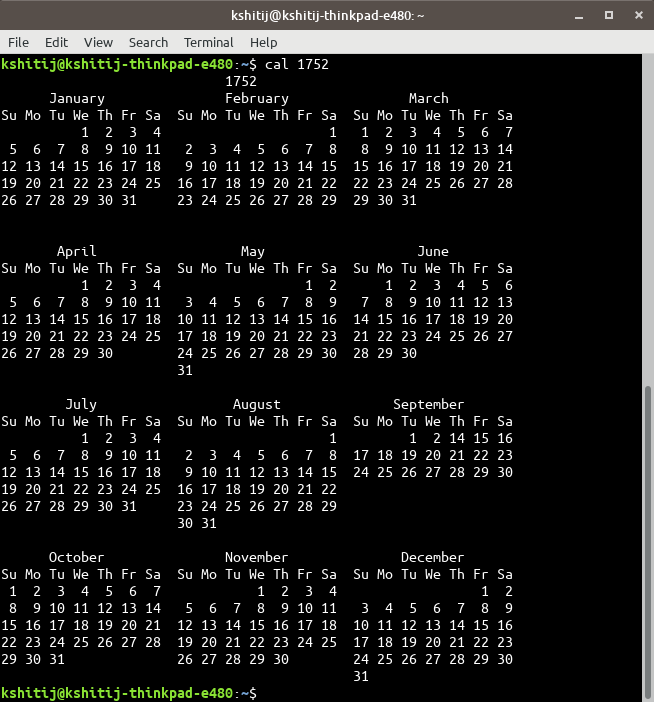 kshitij@kshitij-thinkpad-e480: ~
File Edit View Search Terminal Help
kshitij@kshitij-thinkpad-e480:~$ cal 1752
                            1752
      January               February               March
Su Mo Tu We Th Fr Sa  Su Mo Tu We Th Fr Sa  Su Mo Tu We Th Fr Sa
          1  2  3  4                     1   1  2  3  4  5  6  7
 5  6  7  8  9 10 11   2  3  4  5  6  7  8   8  9 10 11 12 13 14
12 13 14 15 16 17 18   9 10 11 12 13 14 15  15 16 17 18 19 20 21
19 20 21 22 23 24 25  16 17 18 19 20 21 22  22 23 24 25 26 27 28
26 27 28 29 30 31     23 24 25 26 27 28 29  29 30 31
       April                  May                   June
Su Mo Tu We Th Fr Sa  Su Mo Tu We Th Fr Sa  Su Mo Tu We Th Fr Sa
          1  2  3  4                  1  2      1  2  3  4  5  6
 5  6  7  8  9 10 11   3  4  5  6  7  8  9   7  8  9 10 11 12 13
12 13 14 15 16 17 18  10 11 12 13 14 15 16  14 15 16 17 18 19 20
19 20 21 22 23 24 25  17 18 19 20 21 22 23  21 22 23 24 25 26 27
26 27 28 29 30        24 25 26 27 28 29 30  28 29 30
                      31
        July                 August              September
Su Mo Tu We Th Fr Sa  Su Mo Tu We Th Fr Sa  Su Mo Tu We Th Fr Sa
          1  2  3  4                     1         1  2 14 15 16
 5  6  7  8  9 10 11   2  3  4  5  6  7  8  17 18 19 20 21 22 23
12 13 14 15 16 17 18   9 10 11 12 13 14 15  24 25 26 27 28 29 30
19 20 21 22 23 24 25  16 17 18 19 20 21 22
26 27 28 29 30 31     23 24 25 26 27 28 29
                      30 31
      October               November              December
Su Mo Tu We Th Fr Sa  Su Mo Tu We Th Fr Sa  Su Mo Tu We Th Fr Sa
 1  2  3  4  5  6  7            1  2  3  4                  1  2
 8  9 10 11 12 13 14   5  6  7  8  9 10 11   3  4  5  6  7  8  9
15 16 17 18 19 20 21  12 13 14 15 16 17 18  10 11 12 13 14 15 16
22 23 24 25 26 27 28  19 20 21 22 23 24 25  17 18 19 20 21 22 23
29 30 31              26 27 28 29 30        24 25 26 27 28 29 30
                                            31
kshitij@kshitij-thinkpad-e480:~$